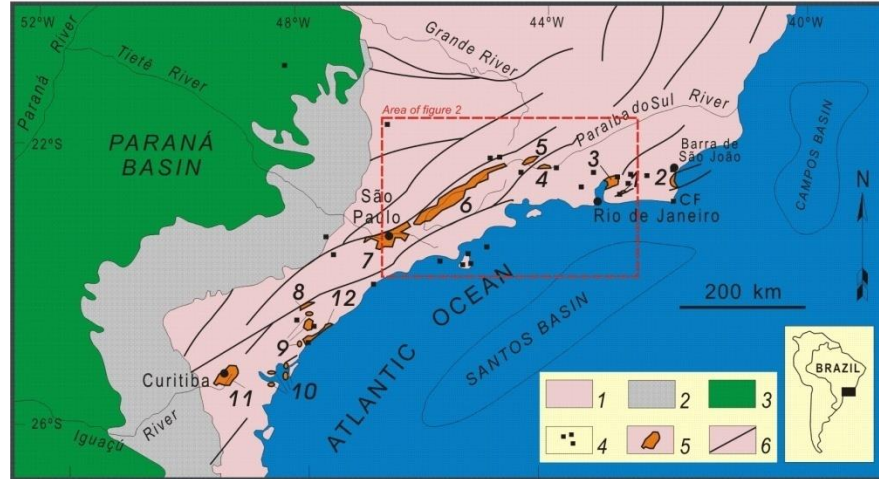 52°W
48°W
44°W
40°W
Paraná
River
Tietê River
Grande River
Area of figure 2
Paraíba do Sul River
22°S
PARANÁ
BASIN
São
Paulo
Barra de
São João
CAMPOS BASIN
N
5
3
4
1
2
6
CF
Rio de Janeiro
7
8
12
9
10
11
200 km
ATLANTIC OCEAN
SANTOS BASIN
Curitiba
26°S
Iguaçú
River
BRAZIL
1
2
3
4
5
6